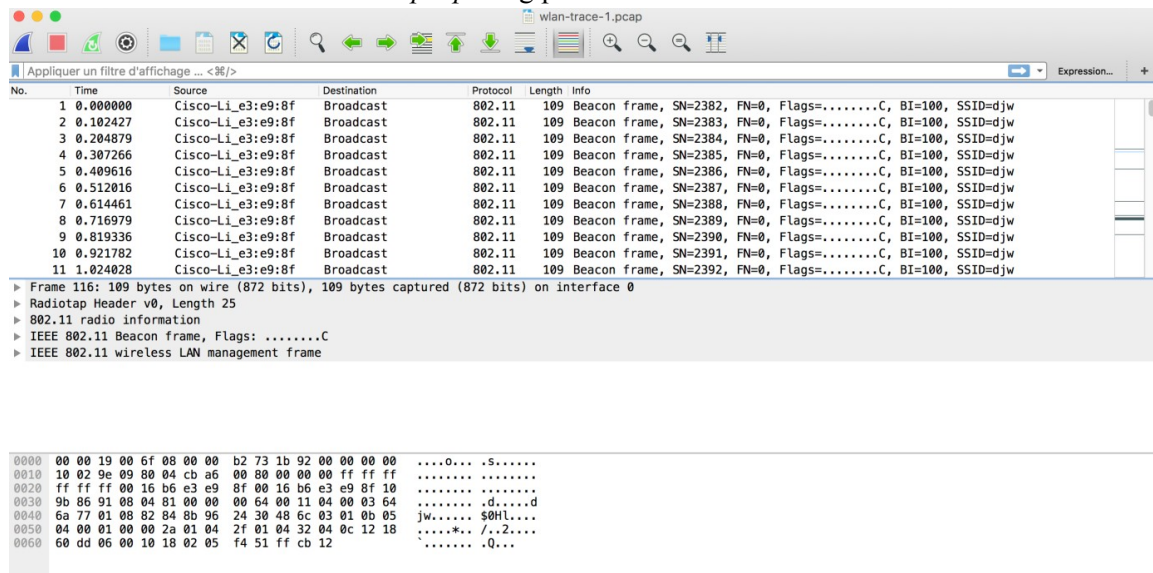 wlan-trace-1.pcap
Appliquer un filtre d'affichage ... <⌘/>
Expression...
+
No. Time Source Destination Protocol Length Info
1 0.000000 Cisco-Li_e3:e9:8f Broadcast 802.11 109 Beacon frame, SN=2382, FN=0, Flags=........C, BI=100, SSID=djw
2 0.102427 Cisco-Li_e3:e9:8f Broadcast 802.11 109 Beacon frame, SN=2383, FN=0, Flags=........C, BI=100, SSID=djw
3 0.204879 Cisco-Li_e3:e9:8f Broadcast 802.11 109 Beacon frame, SN=2384, FN=0, Flags=........C, BI=100, SSID=djw
4 0.307266 Cisco-Li_e3:e9:8f Broadcast 802.11 109 Beacon frame, SN=2385, FN=0, Flags=........C, BI=100, SSID=djw
5 0.409616 Cisco-Li_e3:e9:8f Broadcast 802.11 109 Beacon frame, SN=2386, FN=0, Flags=........C, BI=100, SSID=djw
6 0.512016 Cisco-Li_e3:e9:8f Broadcast 802.11 109 Beacon frame, SN=2387, FN=0, Flags=........C, BI=100, SSID=djw
7 0.614461 Cisco-Li_e3:e9:8f Broadcast 802.11 109 Beacon frame, SN=2388, FN=0, Flags=........C, BI=100, SSID=djw
8 0.716979 Cisco-Li_e3:e9:8f Broadcast 802.11 109 Beacon frame, SN=2389, FN=0, Flags=........C, BI=100, SSID=djw
9 0.819336 Cisco-Li_e3:e9:8f Broadcast 802.11 109 Beacon frame, SN=2390, FN=0, Flags=........C, BI=100, SSID=djw
10 0.921782 Cisco-Li_e3:e9:8f Broadcast 802.11 109 Beacon frame, SN=2391, FN=0, Flags=........C, BI=100, SSID=djw
11 1.024028 Cisco-Li_e3:e9:8f Broadcast 802.11 109 Beacon frame, SN=2392, FN=0, Flags=........C, BI=100, SSID=djw
Frame 116: 109 bytes on wire (872 bits), 109 bytes captured (872 bits) on interface 0
Radiotap Header v0, Length 25
802.11 radio information
IEEE 802.11 Beacon frame, Flags: ........C
IEEE 802.11 wireless LAN management frame
0000 00 00 19 00 6f 08 00 00 b2 73 1b 92 00 00 00 00 ....o... .s......
0010 10 02 9e 09 80 04 cb a6 00 80 00 00 00 ff ff ff ........ ........
0020 ff ff ff 00 16 b6 e3 e9 8f 00 16 b6 e3 e9 8f 10 ........ ........
0030 9b 86 91 08 04 81 00 00 00 64 00 11 04 00 03 64 ........ .d.....d
0040 6a 77 01 08 82 84 8b 96 24 30 48 6c 03 01 0b 05 jw...... $0Hl....
0050 04 00 01 00 00 2a 01 04 2f 01 04 32 04 0c 12 18 .....*.. /..2....
0060 60 dd 06 00 10 18 02 05 f4 51 ff cb 12 `....... .Q...